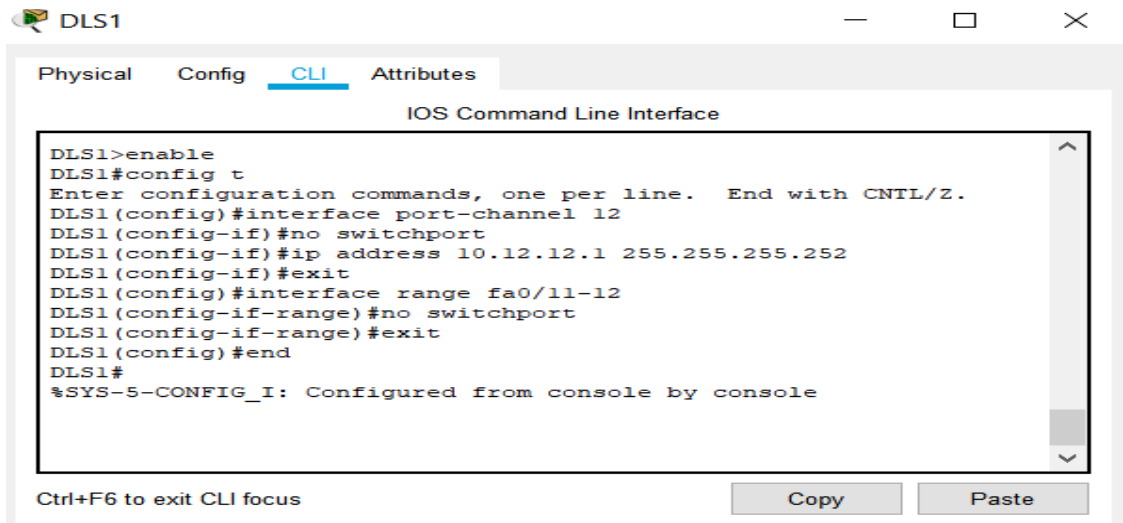 DLS1
Physical Config CLI Attributes
IOS Command Line Interface
DLS1>enable
DLS1#config t
Enter configuration commands, one per line.  End with CNTL/Z.
DLS1(config)#interface port-channel 12
DLS1(config-if)#no switchport
DLS1(config-if)#ip address 10.12.12.1 255.255.255.252
DLS1(config-if)#exit
DLS1(config)#interface range fa0/11-12
DLS1(config-if-range)#no switchport
DLS1(config-if-range)#exit
DLS1(config)#end
DLS1#
%SYS-5-CONFIG_I: Configured from console by console
Ctrl+F6 to exit CLI focus Copy Paste